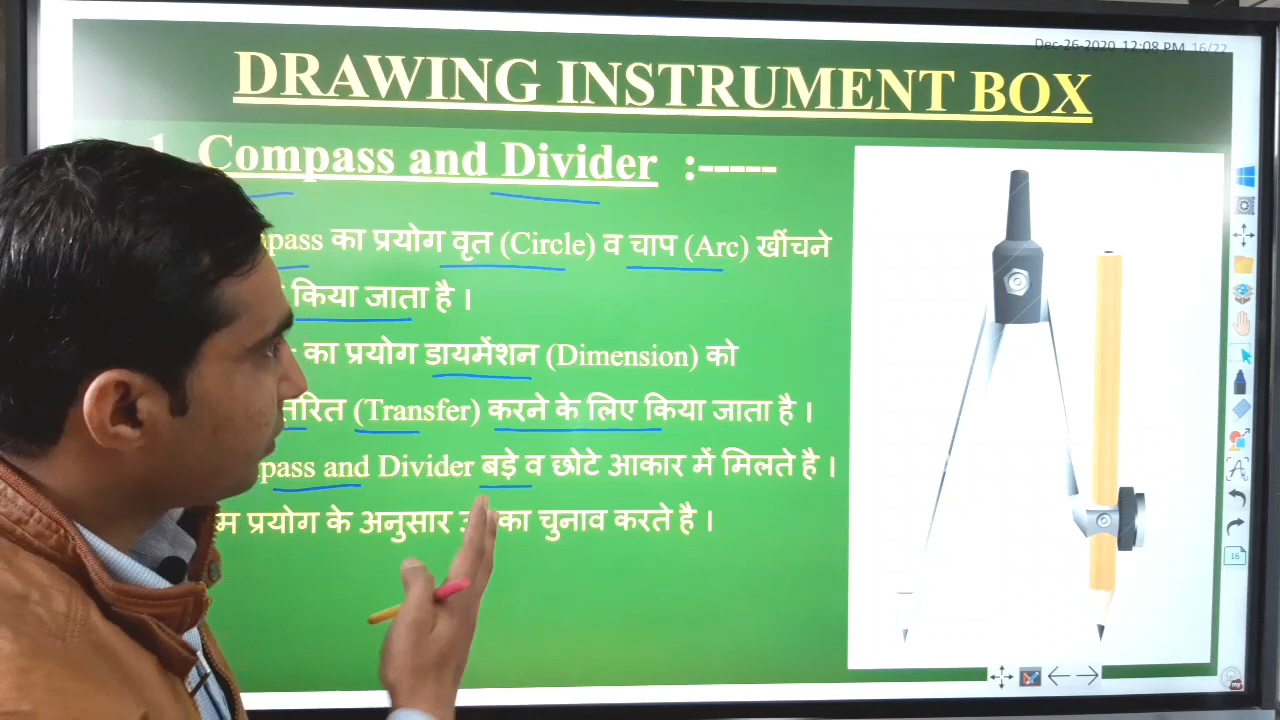 Dec-26-2020 12:08 PM 16/22
DRAWING INSTRUMENT BOX
Compass and Divider :-----
pass का प्रयोग वृत (Circle) व चाप (Arc) खींचने
किया जाता है ।
का प्रयोग डायमेंशन (Dimension) को
तरित (Transfer) करने के लिए किया जाता है ।
pass and Divider बड़े व छोटे आकार में मिलते है ।
म प्रयोग के अनुसार का चुनाव करते है ।
16